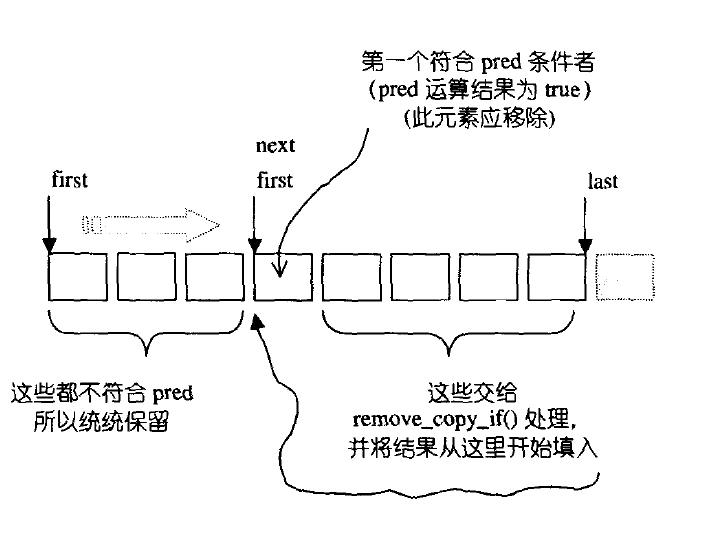 第一个符合 pred 条件者
（pred 运算结果为 true）
(此元素应移除)
next
first
first
last
这些都不符合 pred
所以统统保留
这些交给
remove_copy_if() 处理，
并将结果从这里开始填入